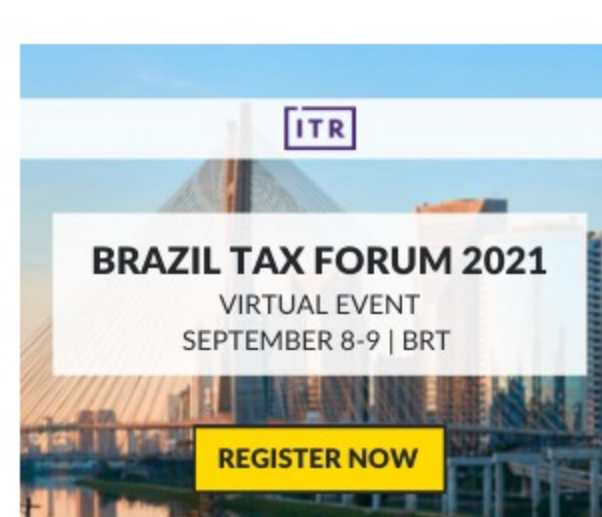 ITR
BRAZIL TAX FORUM 2021
VIRTUAL EVENT
SEPTEMBER 8-9 | BRT
REGISTER NOW